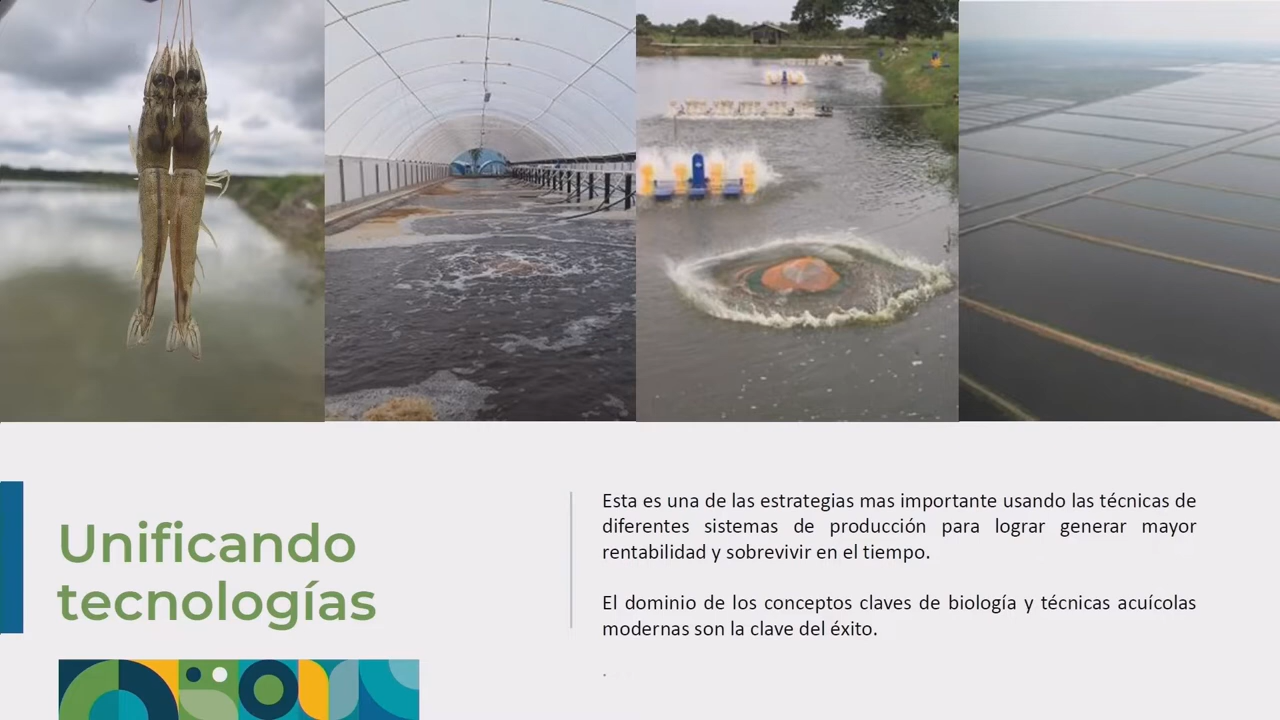 Unificando
tecnologías
Esta es una de las estrategias mas importante usando las técnicas de
diferentes sistemas de producción para lograr generar mayor
rentabilidad y sobrevivir en el tiempo.
El dominio de los conceptos claves de biología y técnicas acuícolas
modernas son la clave del éxito.
.